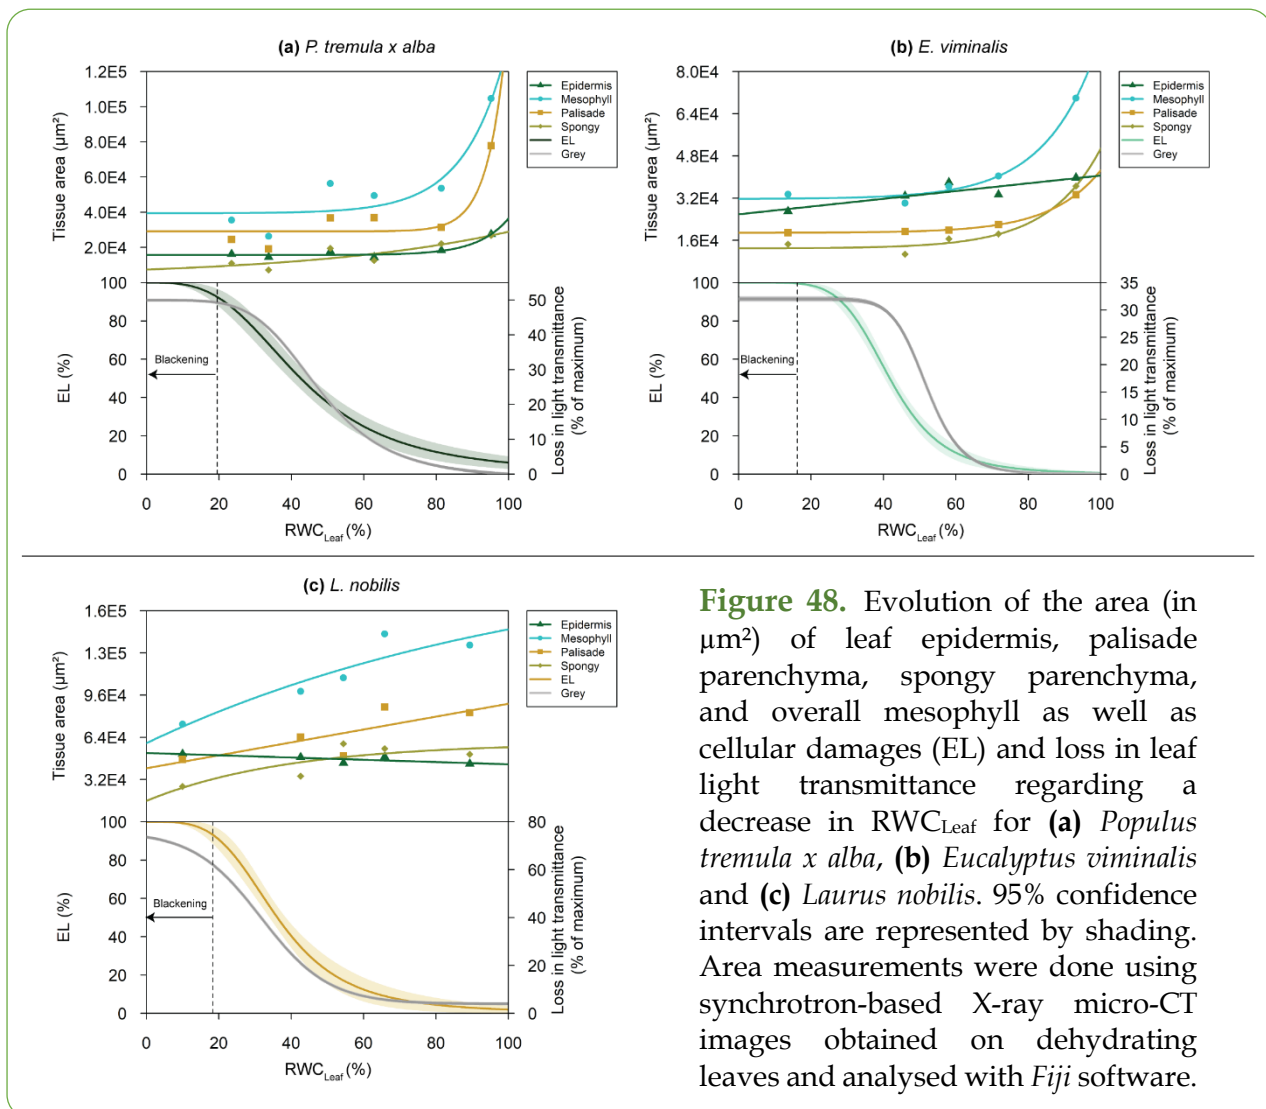 (a) P. tremula x alba
1.2E5
1.0E5
8.0E4
6.0E4
4.0E4
2.0E4
Tissue area (µm²)
Epidermis
Mesophyll
Palisade
Spongy
EL
Grey
100
80
60
40
20
0
EL (%)
Blackening
50
40
30
20
10
0
Loss in light transmittance
(% of maximum)
0 20 40 60 80 100
RWCLeaf (%)
(b) E. viminalis
8.0E4
6.4E4
4.8E4
3.2E4
1.6E4
Tissue area (µm²)
Epidermis
Mesophyll
Palisade
Spongy
EL
Grey
100
80
60
40
20
0
EL (%)
Blackening
35
30
25
20
15
10
5
0
Loss in light transmittance
(% of maximum)
0 20 40 60 80 100
RWCLeaf (%)
(c) L. nobilis
1.6E5
1.3E5
9.6E4
6.4E4
3.2E4
Tissue area (µm²)
Epidermis
Mesophyll
Palisade
Spongy
EL
Grey
100
80
60
40
20
0
EL (%)
Blackening
80
60
40
20
0
Loss in light transmittance
(% of maximum)
0 20 40 60 80 100
RWCLeaf (%)
Figure 48. Evolution of the area (in
µm²) of leaf epidermis, palisade
parenchyma, spongy parenchyma,
and overall mesophyll as well as
cellular damages (EL) and loss in leaf
light transmittance regarding a
decrease in RWCLeaf for (a) Populus
tremula x alba, (b) Eucalyptus viminalis
and (c) Laurus nobilis. 95% confidence
intervals are represented by shading.
Area measurements were done using
synchrotron-based X-ray micro-CT
images obtained on dehydrating
leaves and analysed with Fiji software.